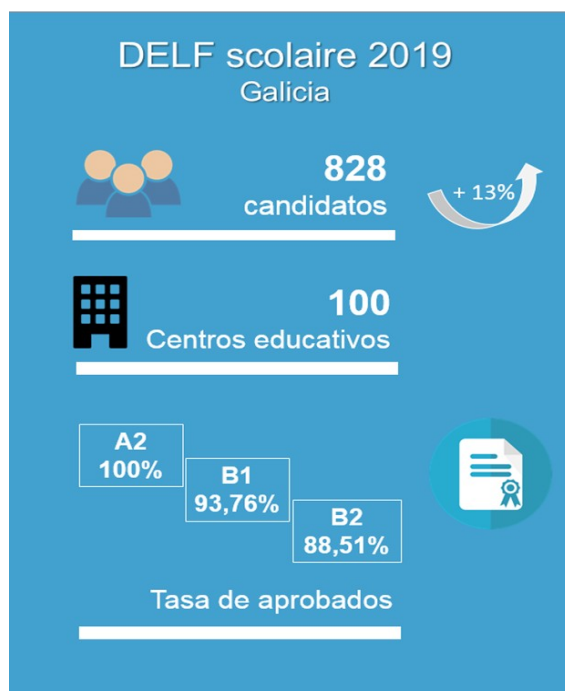 DELF scolaire 2019
Galicia
828
candidatos
+ 13%
100
Centros educativos
A2
100%
B1
93,76%
B2
88,51%
Tasa de aprobados